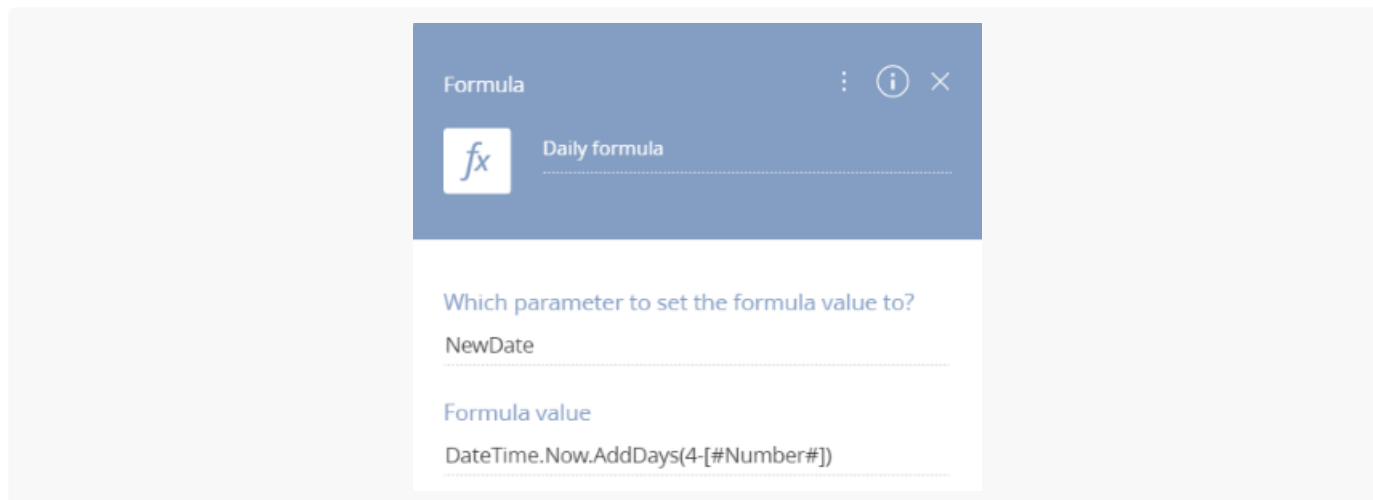 Formula
fx
Daily formula
Which parameter to set the formula value to?
NewDate
Formula value
DateTime.Now.AddDays(4-[#Number#])